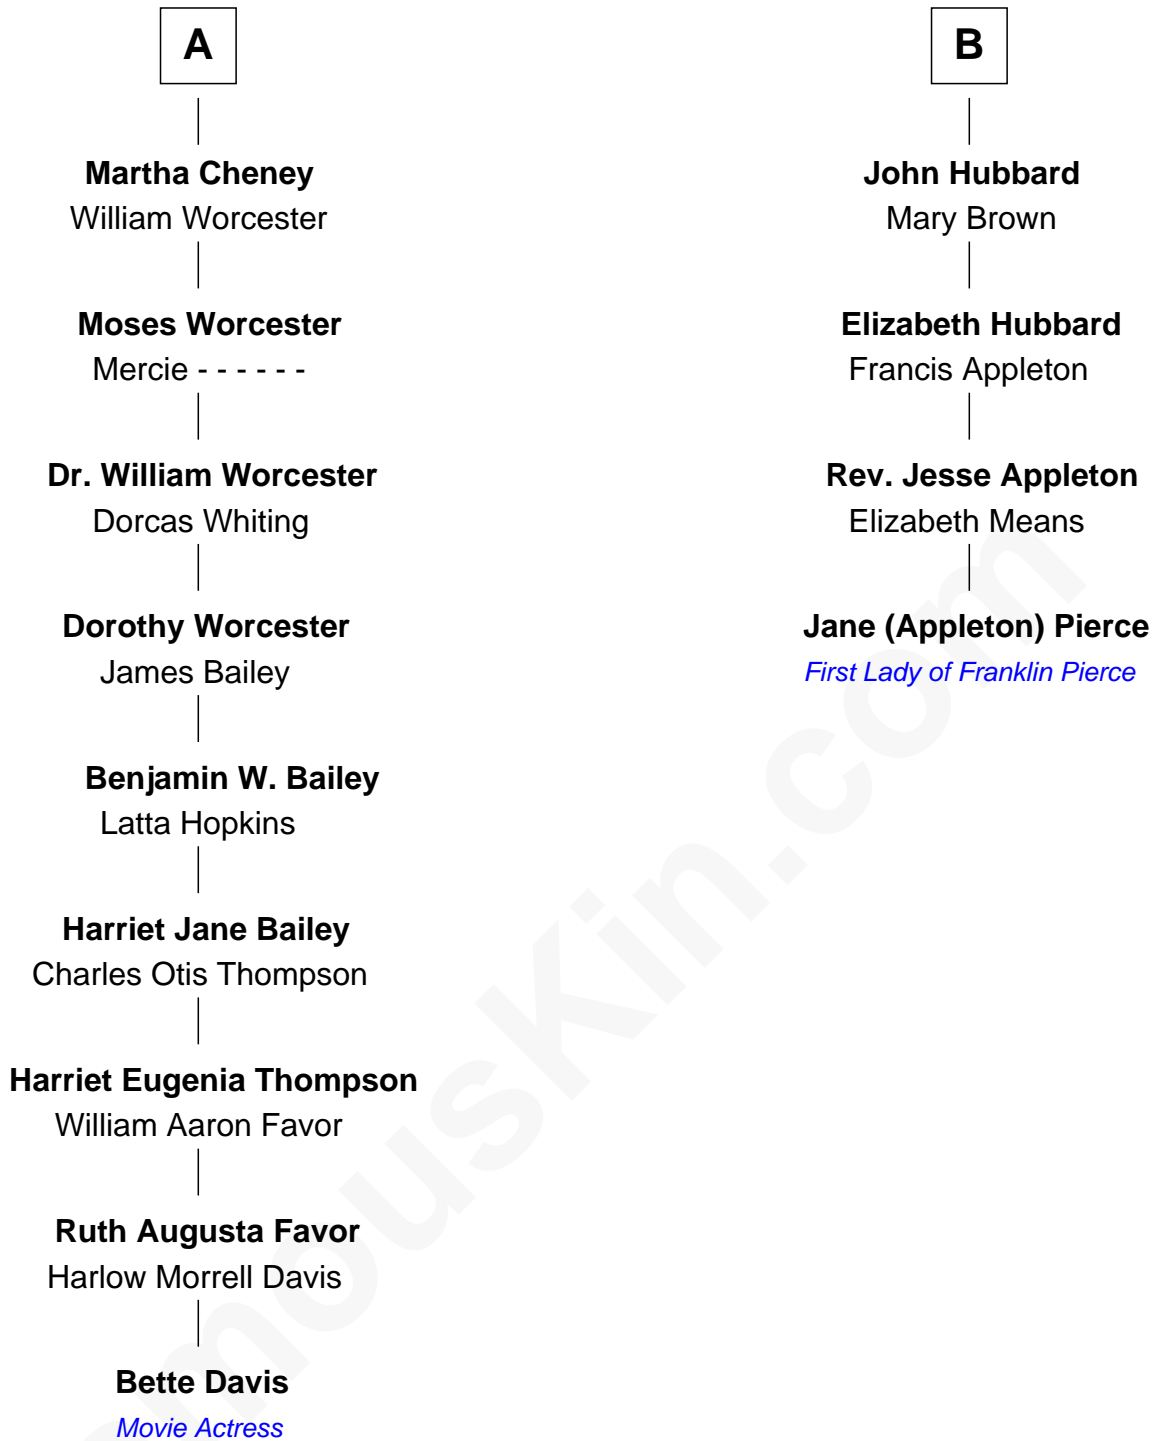 A
Martha Cheney
William Worcester
Moses Worcester
Mercie - - - - - -
Dr. William Worcester
Dorcas Whiting
Dorothy Worcester
James Bailey
Benjamin W. Bailey
Latta Hopkins
Harriet Jane Bailey
Charles Otis Thompson
Harriet Eugenia Thompson
William Aaron Favor
Ruth Augusta Favor
Harlow Morrell Davis
Bette Davis
Movie Actress
B
John Hubbard
Mary Brown
Elizabeth Hubbard
Francis Appleton
Rev. Jesse Appleton
Elizabeth Means
Jane (Appleton) Pierce
First Lady of Franklin Pierce
mousKin.com